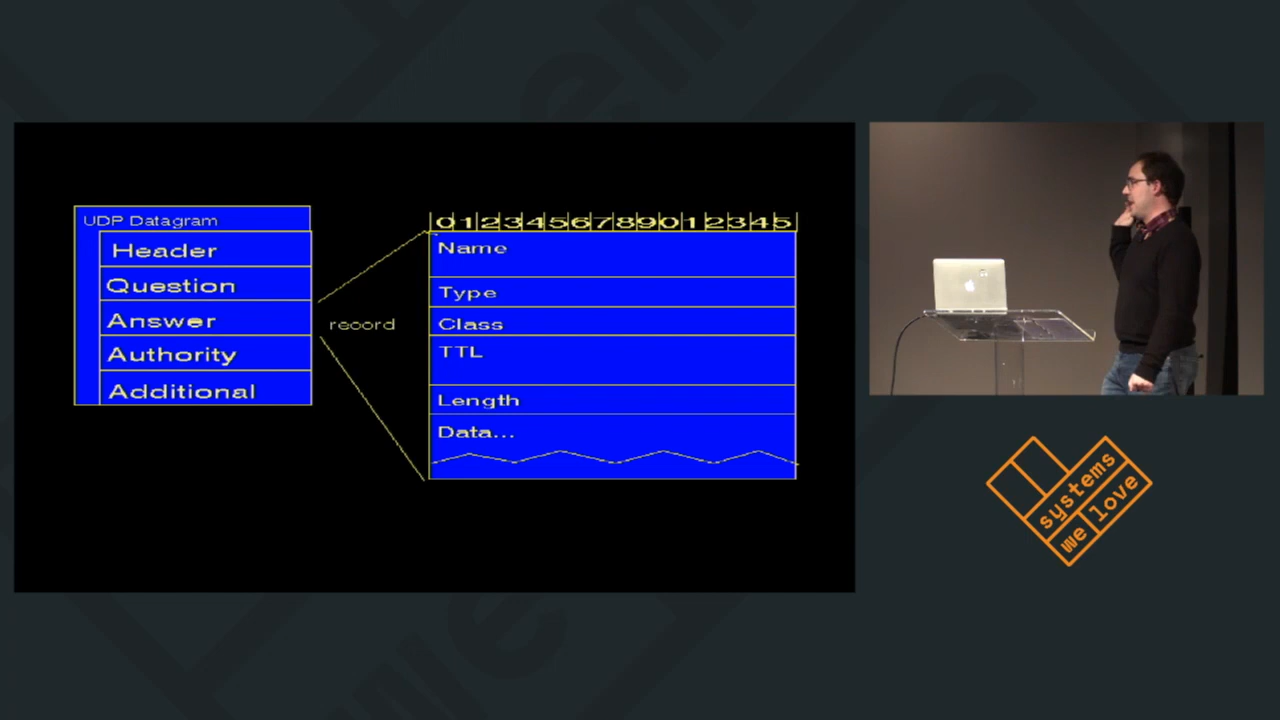 UDP Datagram
Header
Question
Answer
Authority
Additional
record
0123456789012345
Name
Type
Class
TTL
Length
Data...
systems
we love